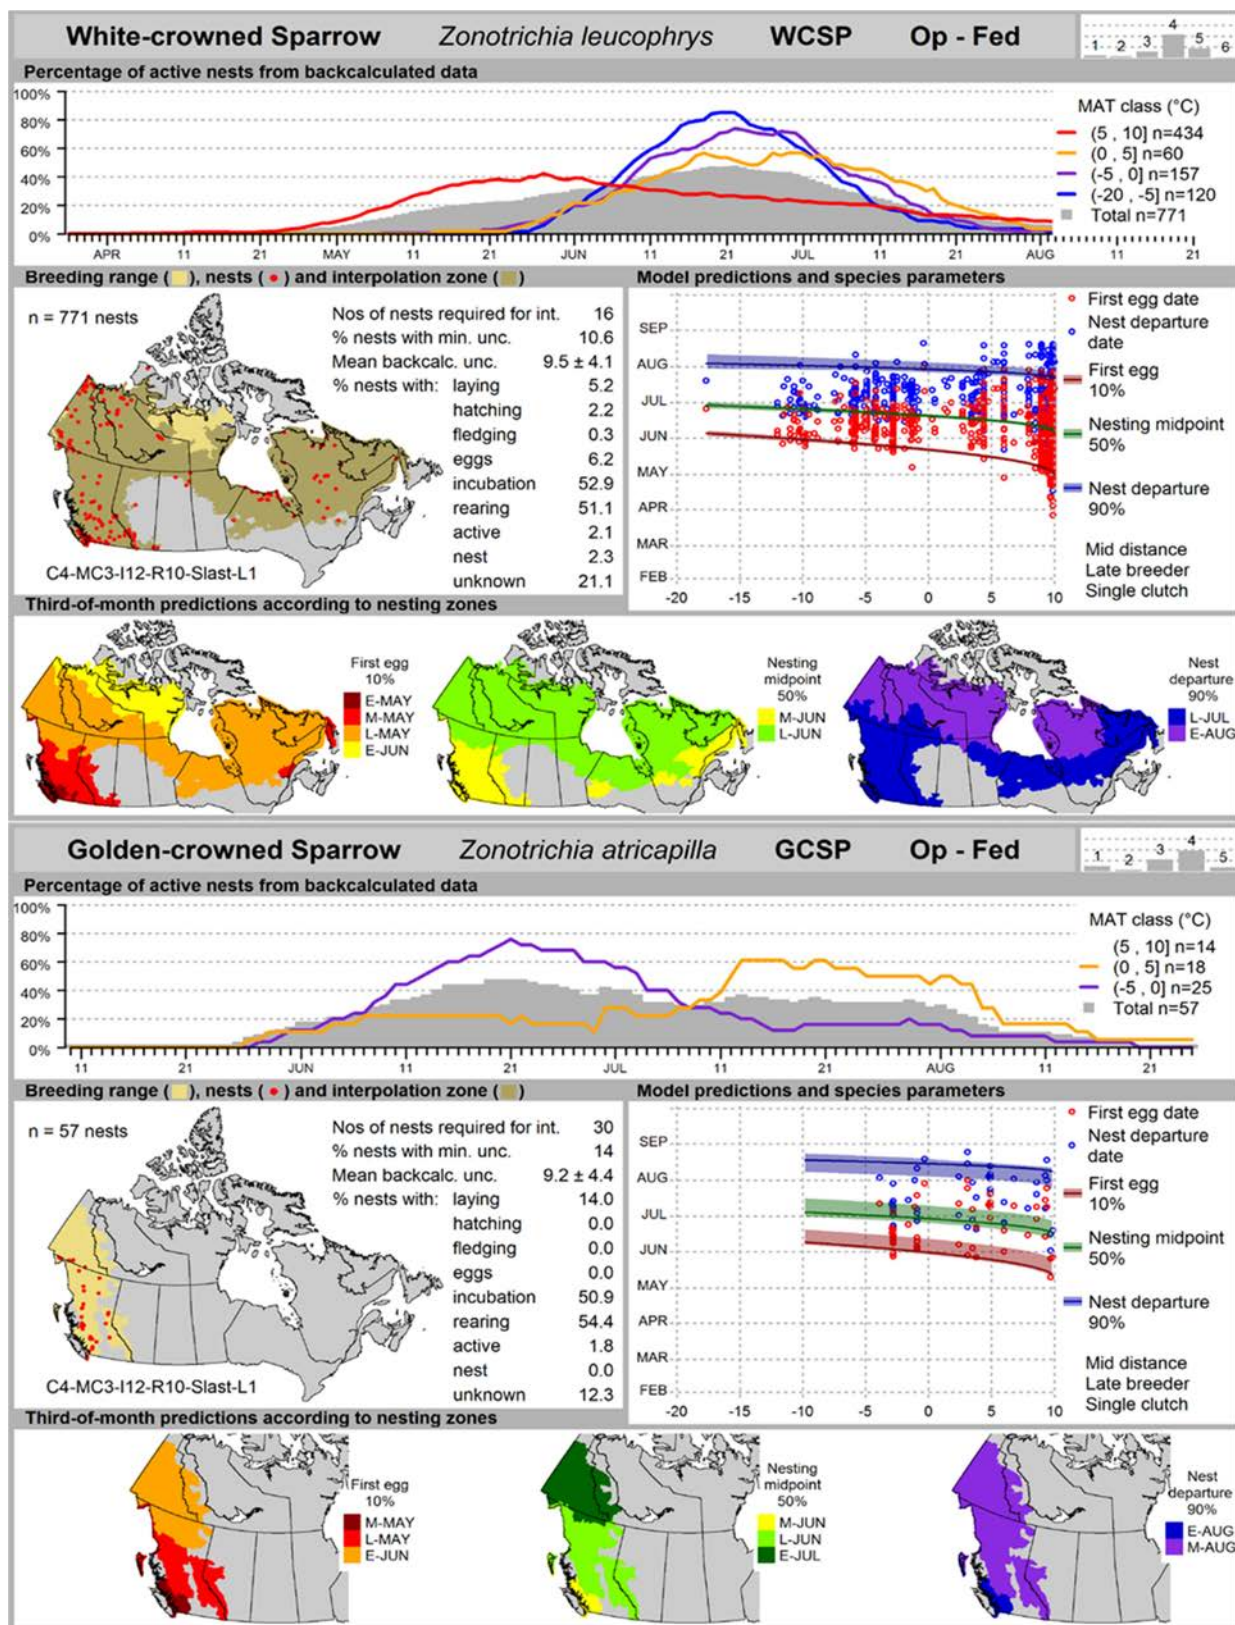 White-crowned Sparrow Zonotrichia leucophrys WCSP Op - Fed
1 2 3 4 5 6
Percentage of active nests from backcalculated data
100%
80%
60%
40%
20%
0%
APR 11 21 MAY 11 21 JUN 11 21 JUL 11 21 AUG 11 21
MAT class (°C)
(5 , 10] n=434
(0 , 5] n=60
(-5 , 0] n=157
(-20 , -5] n=120
Total n=771
Breeding range ( ), nests ( ) and interpolation zone ( )
n = 771 nests
Nos of nests required for int. 16
% nests with min. unc. 10.6
Mean backcalc. unc. 9.5 ± 4.1
% nests with: laying 5.2
hatching 2.2
fledging 0.3
eggs 6.2
incubation 52.9
rearing 51.1
active 2.1
nest 2.3
unknown 21.1
C4-MC3-I12-R10-Slast-L1
Model predictions and species parameters
SEP
AUG
JUL
JUN
MAY
APR
MAR
FEB
-20 -15 -10 -5 0 5 10
First egg date
Nest departure
date
First egg
10%
Nesting midpoint
50%
Nest departure
90%
Mid distance
Late breeder
Single clutch
Third-of-month predictions according to nesting zones
First egg
10%
E-MAY
M-MAY
L-MAY
E-JUN
Nesting
midpoint
50%
M-JUN
L-JUN
Nest
departure
90%
L-JUL
E-AUG
Golden-crowned Sparrow Zonotrichia atricapilla GCSP Op - Fed
1 2 3 4 5
Percentage of active nests from backcalculated data
100%
80%
60%
40%
20%
0%
11 21 JUN 11 21 JUL 11 21 AUG 11 21
MAT class (°C)
(5 , 10] n=14
(0 , 5] n=18
(-5 , 0] n=25
Total n=57
Breeding range ( ), nests ( ) and interpolation zone ( )
n = 57 nests
Nos of nests required for int. 30
% nests with min. unc. 14
Mean backcalc. unc. 9.2 ± 4.4
% nests with: laying 14.0
hatching 0.0
fledging 0.0
eggs 0.0
incubation 50.9
rearing 54.4
active 1.8
nest 0.0
unknown 12.3
C4-MC3-I12-R10-Slast-L1
Model predictions and species parameters
SEP
AUG
JUL
JUN
MAY
APR
MAR
FEB
-20 -15 -10 -5 0 5 10
First egg date
Nest departure
date
First egg
10%
Nesting midpoint
50%
Nest departure
90%
Mid distance
Late breeder
Single clutch
Third-of-month predictions according to nesting zones
First egg
10%
M-MAY
L-MAY
E-JUN
Nesting
midpoint
50%
M-JUN
L-JUN
E-JUL
Nest
departure
90%
E-AUG
M-AUG